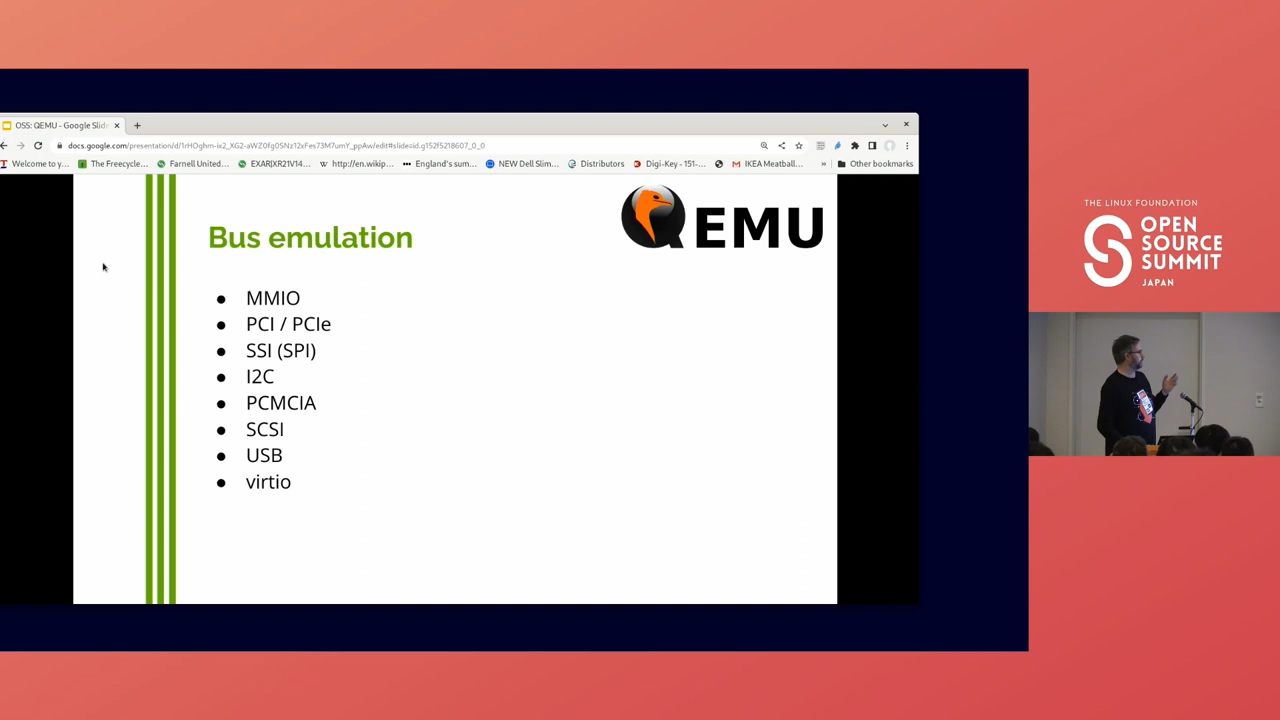 OSS: QEMU - Google Slide
docs.google.com/presentation/d/1rHOghm-ix2_XG2-aWZ0fg0SNz12xFes73M7umY_ppAw/edit#slide=id.g152f5218607_0_0
Welcome to y...
The Freecycle...
Farnell United...
EXAR|XR21V14...
http://en.wikip...
England's sum...
NEW Dell Slim...
Distributors
Digi-Key - 151-...
IKEA Meatball...
»
Other bookmarks
QEMU
Bus emulation
● MMIO
● PCI / PCIe
● SSI (SPI)
● I2C
● PCMCIA
● SCSI
● USB
● virtio
THE LINUX FOUNDATION
OPEN
SOURCE
SUMMIT
JAPAN